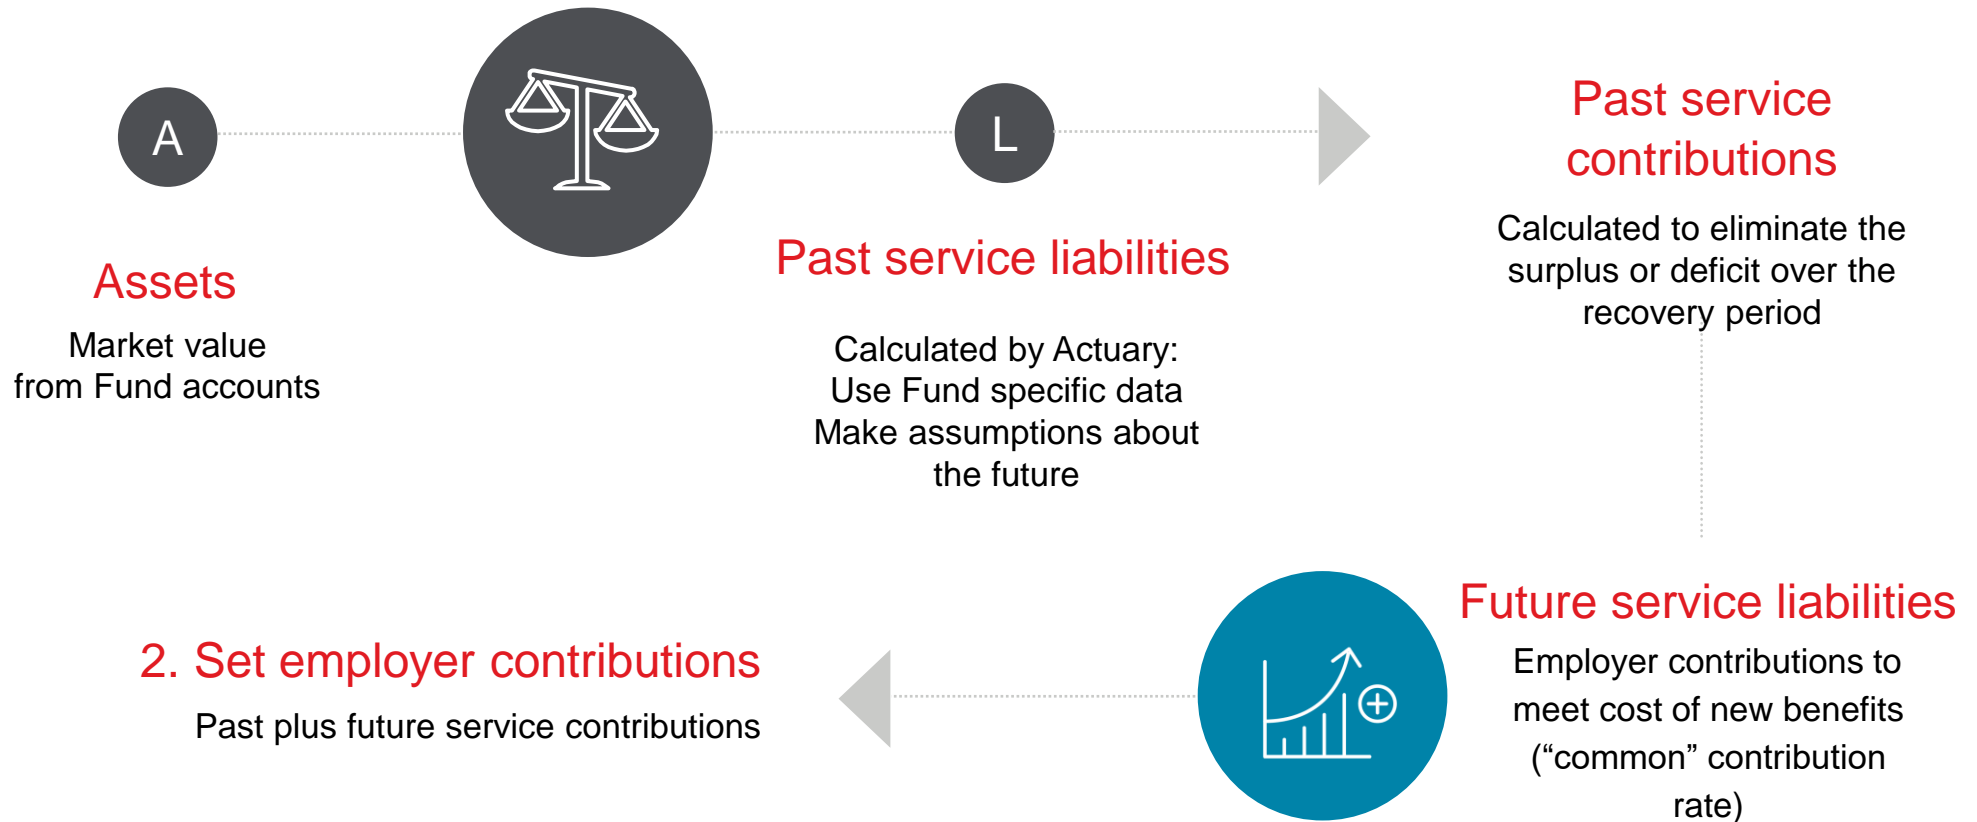 A
L
Assets
Market value
from Fund accounts
Past service liabilities
Calculated by Actuary:
Use Fund specific data
Make assumptions about
the future
Past service
contributions
Calculated to eliminate the
surplus or deficit over the
recovery period
Future service liabilities
Employer contributions to
meet cost of new benefits
(“common” contribution
rate)
2. Set employer contributions
Past plus future service contributions